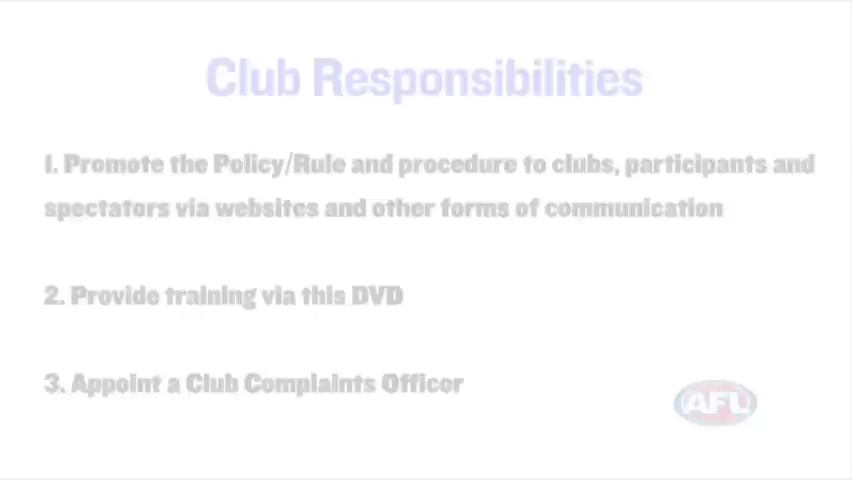 Club Responsibilities
1. Promote the Policy/Rule and procedure to clubs, participants and
spectators via websites and other forms of communication
2. Provide training via this DVD
3. Appoint a Club Complaints Officer
AFL